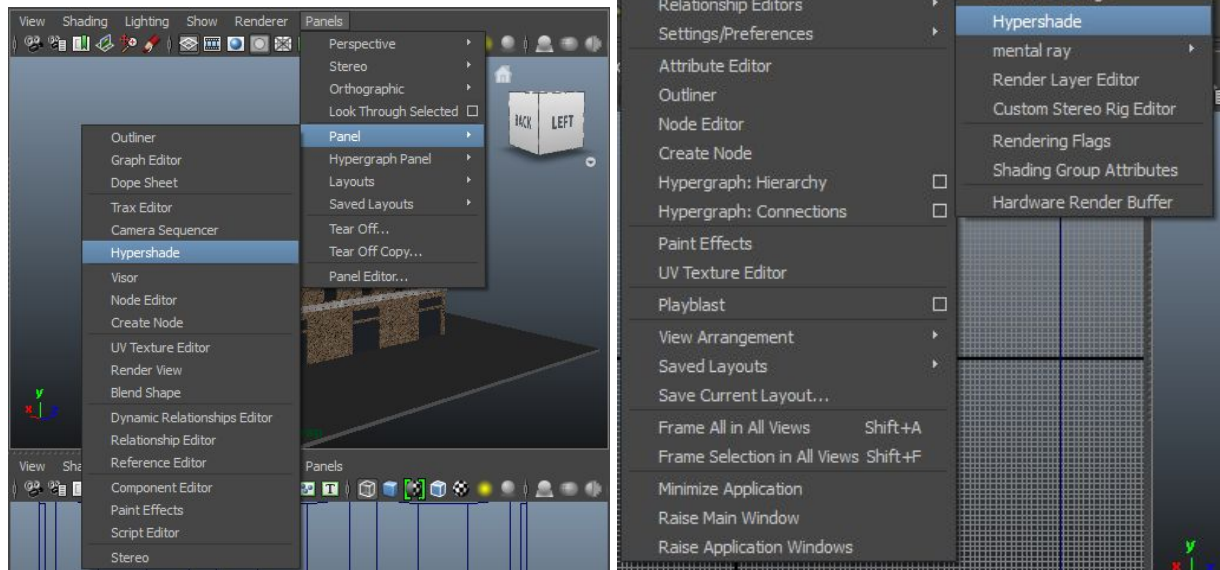 View Shading Lighting Show Renderer Panels
Perspective
Stereo
Orthographic
Look Through Selected
Panel
Hypergraph Panel
Layouts
Saved Layouts
Tear Off...
Tear Off Copy...
Panel Editor...
BACK LEFT
Outliner
Graph Editor
Dope Sheet
Trax Editor
Camera Sequencer
Hypershade
Visor
Node Editor
Create Node
UV Texture Editor
Render View
Blend Shape
Dynamic Relationships Editor
Relationship Editor
Reference Editor
Component Editor
Paint Effects
Script Editor
Stereo
y
x
View Sha Panels
T
Relationship Editors
Settings/Preferences
Attribute Editor
Outliner
Node Editor
Create Node
Hypergraph: Hierarchy
Hypergraph: Connections
Paint Effects
UV Texture Editor
Playblast
View Arrangement
Saved Layouts
Save Current Layout...
Frame All in All Views Shift+A
Frame Selection in All Views Shift+F
Minimize Application
Raise Main Window
Raise Application Windows
Hypershade
mental ray
Render Layer Editor
Custom Stereo Rig Editor
Rendering Flags
Shading Group Attributes
Hardware Render Buffer
y
x